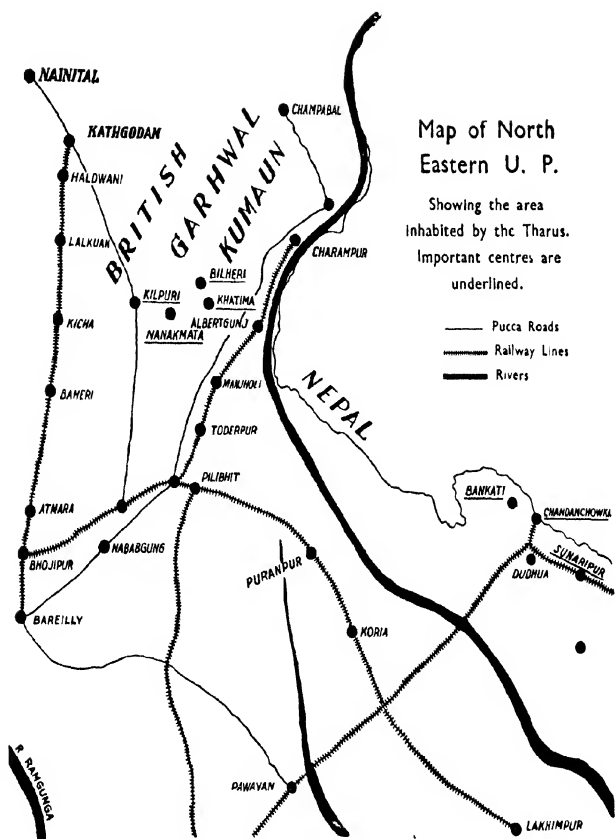 NAINITAL
KATHGODAM
HALDWANI
LALKUAN
KICHA
BAHERI
ATMARA
BHOJIPUR
BAREILLY
R. RAMGUNGA
BRITISH
GARHWAL
KUMAUN
CHAMPABAL
CHARAMPUR
BILHERI
KILPURI
KHATIMA
NANAKMATA
ALBERTGUNJ
TODERPUR
PILIBHIT
NABABGUNG
PURANPUR
KORIA
PAWAYAN
LAKHIMPUR
NEPAL
BANKATI
CHANDANCHOWKI
SUNARIPUR
DUDHUA
Map of North
Eastern U. P.
Showing the area
inhabited by the Tharus.
Important centres are
underlined.
Pucca Roads
Railway Lines
Rivers